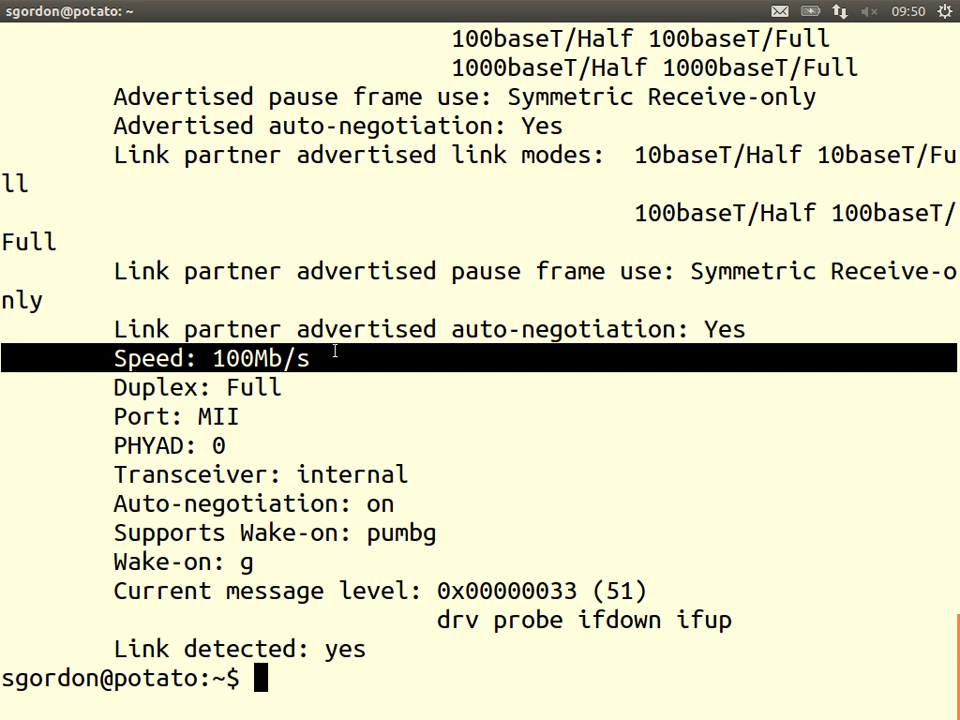 sgordon@potato: ~ 09:50
100baseT/Half 100baseT/Full
1000baseT/Half 1000baseT/Full
Advertised pause frame use: Symmetric Receive-only
Advertised auto-negotiation: Yes
Link partner advertised link modes:  10baseT/Half 10baseT/Fu
ll
100baseT/Half 100baseT/
Full
Link partner advertised pause frame use: Symmetric Receive-o
nly
Link partner advertised auto-negotiation: Yes
Speed: 100Mb/s
Duplex: Full
Port: MII
PHYAD: 0
Transceiver: internal
Auto-negotiation: on
Supports Wake-on: pumbg
Wake-on: g
Current message level: 0x00000033 (51)
drv probe ifdown ifup
Link detected: yes
sgordon@potato:~$